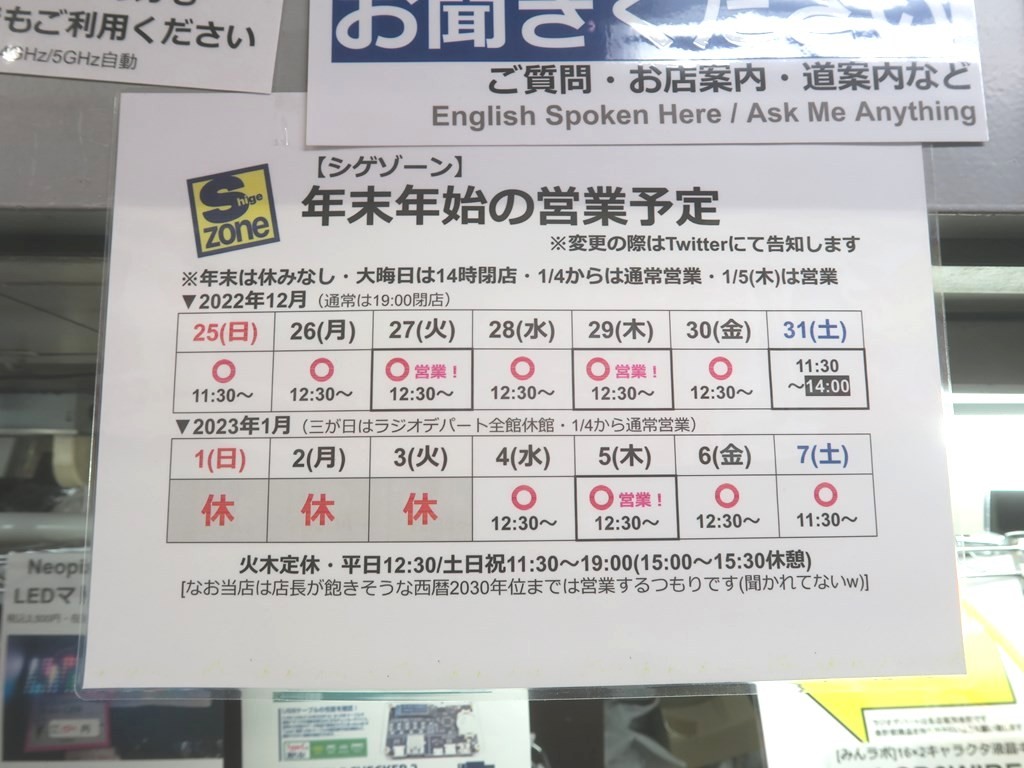 もご利用ください
GHz/5GHz自動
お聞きください
ご質問・お店案内・道案内など
English Spoken Here / Ask Me Anything
Shige
zone
【シゲゾーン】
年末年始の営業予定
※変更の際はTwitterにて告知します
※年末は休みなし・大晦日は14時閉店・1/4からは通常営業・1/5(木)は営業
▼2022年12月（通常は19:00閉店）
25(日) 26(月) 27(火) 28(水) 29(木) 30(金) 31(土)
○ ○ ○ 営業！ ○ ○ 営業！ ○ 11:30
11:30〜 12:30〜 12:30〜 12:30〜 12:30〜 12:30〜 〜14:00
▼2023年1月（三が日はラジオデパート全館休館・1/4から通常営業）
1(日) 2(月) 3(火) 4(水) 5(木) 6(金) 7(土)
休 休 休 ○ ○ 営業！ ○ ○
12:30〜 12:30〜 12:30〜 11:30〜
火木定休・平日12:30/土日祝11:30〜19:00(15:00〜15:30休憩)
[なお当店は店長が飽きそうな西暦2030年位までは営業するつもりです(聞かれてないw)]
Neopi
LEDマ
[みんラボ]16×2キャラクタ液晶